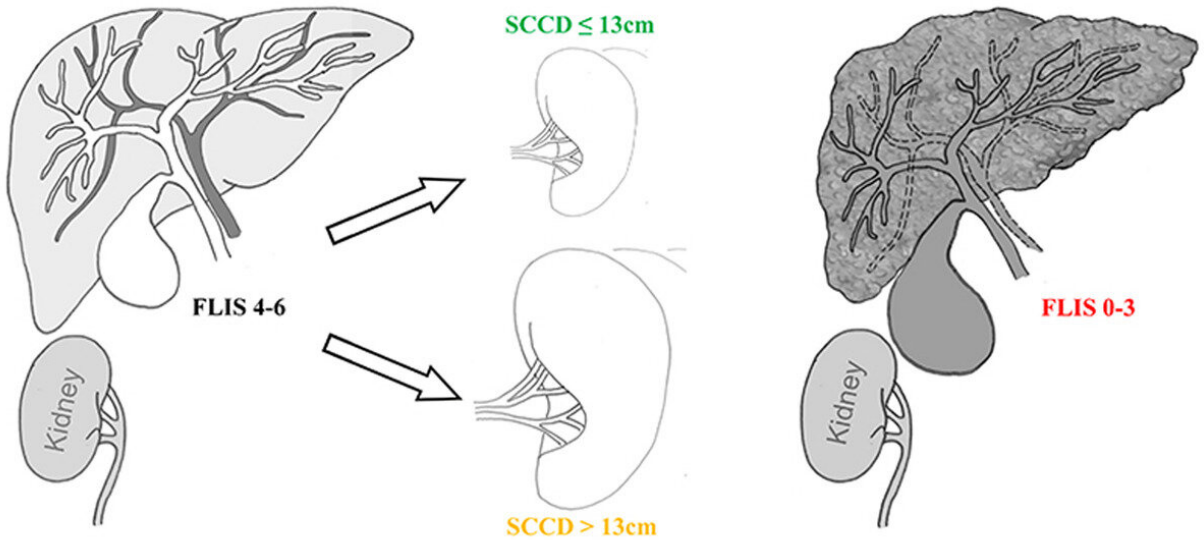 SCCD ≤ 13cm
FLIS 4-6
FLIS 0-3
Kidney
Kidney
SCCD > 13cm